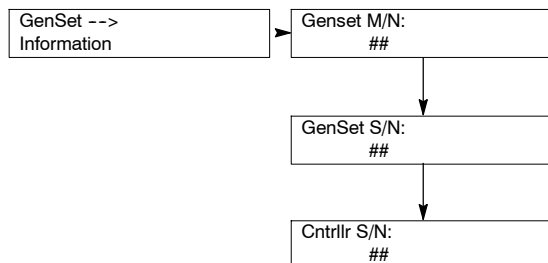 GenSet -->
Information
Genset M/N:
##
GenSet S/N:
##
Cntrllr S/N:
##